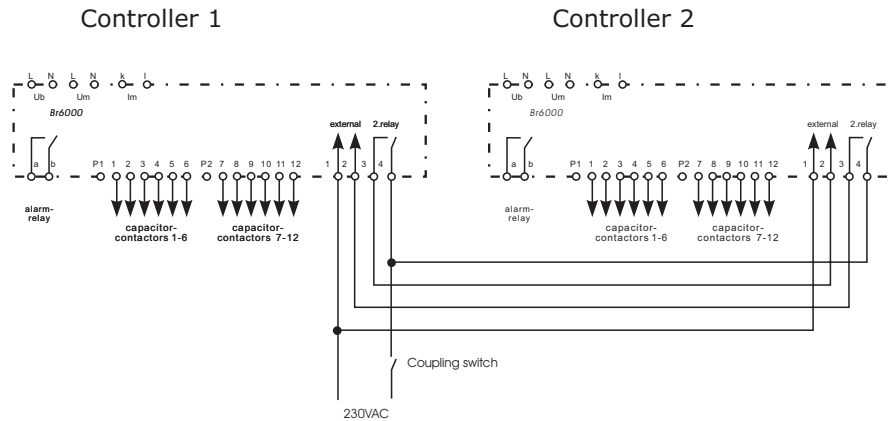 Controller 1
Controller 2
L N L N k l
Ub Um Im
Br6000
external 2.relay
a b P1 1 2 3 4 5 6 P2 7 8 9 10 11 12 1 2 3 4
alarm-
relay
capacitor-
contactors 1-6
capacitor-
contactors 7-12
L N L N k l
Ub Um Im
Br6000
external 2.relay
a b P1 1 2 3 4 5 6 P2 7 8 9 10 11 12 1 2 3 4
alarm-
relay
capacitor-
contactors 1-6
capacitor-
contactors 7-12
Coupling switch
230VAC